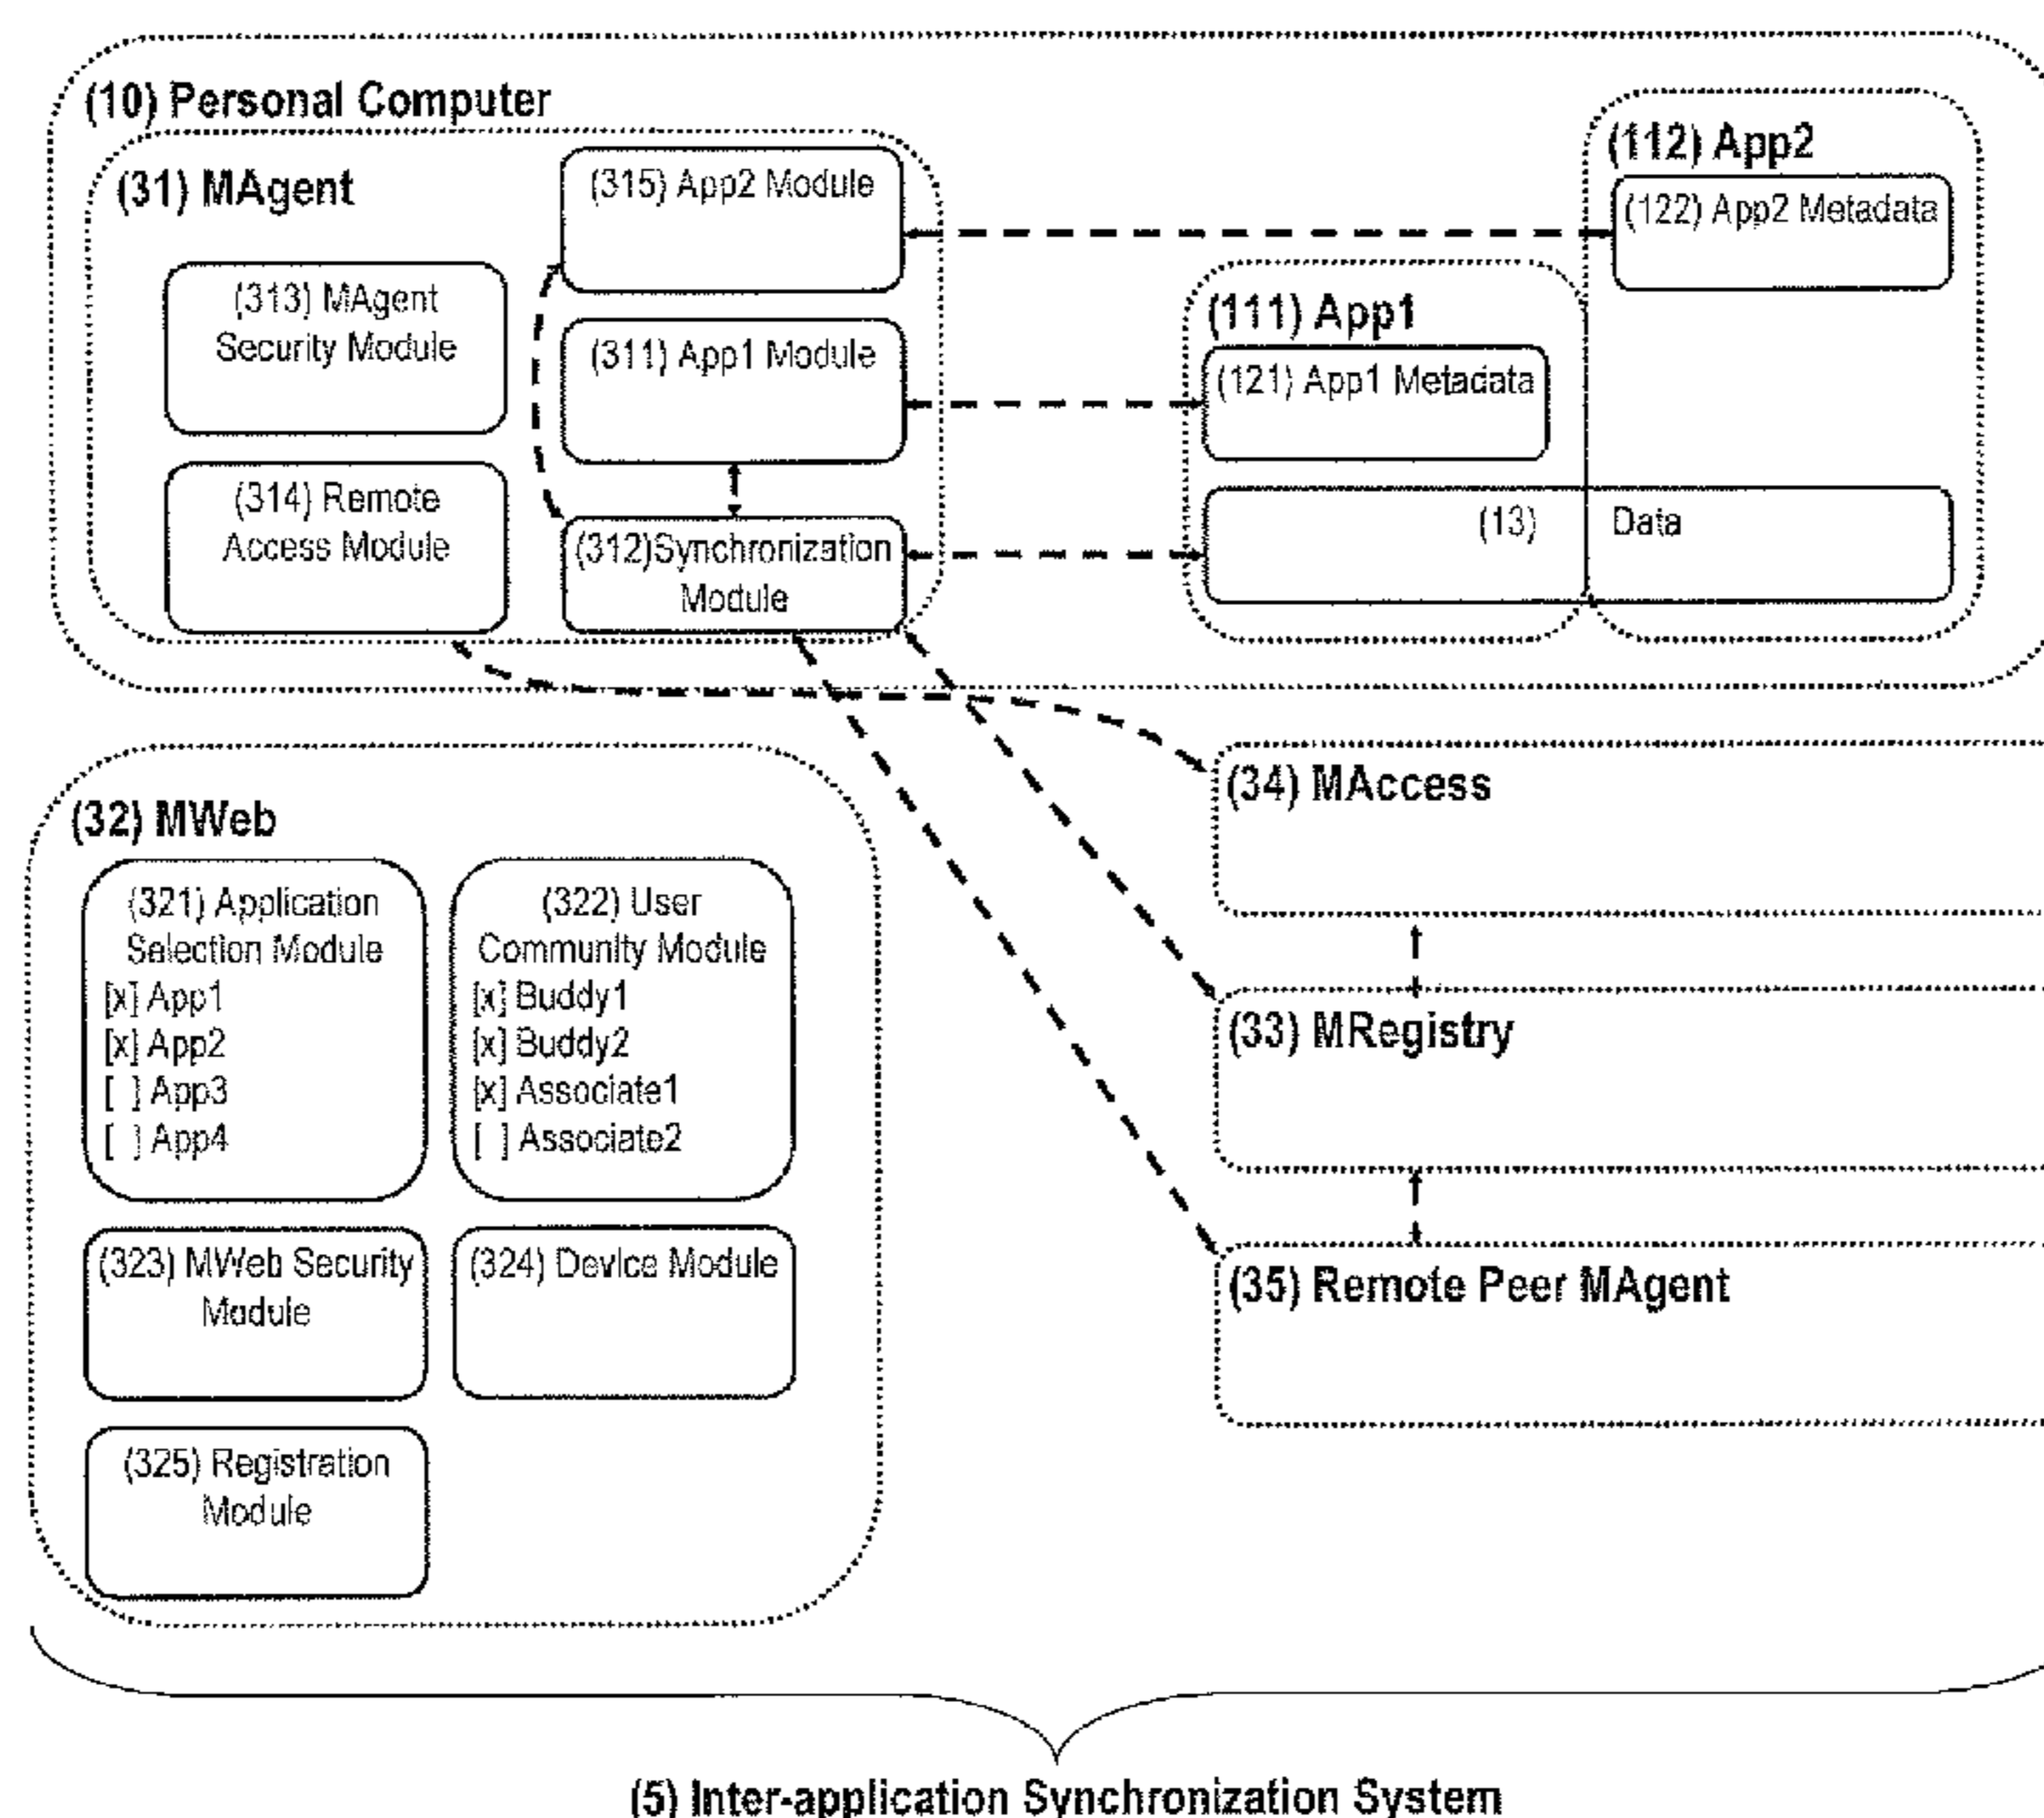 (10) Personal Computer
(31) MAgent
(315) App2 Module
(313) MAgent
Security Module
(311) App1 Module
(314) Remote
Access Module
(312)Synchronization
Module
(112) App2
(122) App2 Metadata
(111) App1
(121) App1 Metadata
(13) Data
(32) MWeb
(321) Application
Selection Module
[x] App1
[x] App2
[ ] App3
[ ] App4
(322) User
Community Module
[x] Buddy1
[x] Buddy2
[x] Associate1
[ ] Associate2
(323) MWeb Security
Module
(324) Device Module
(325) Registration
Module
(34) MAccess
(33) MRegistry
(35) Remote Peer MAgent
(5) Inter-application Synchronization System